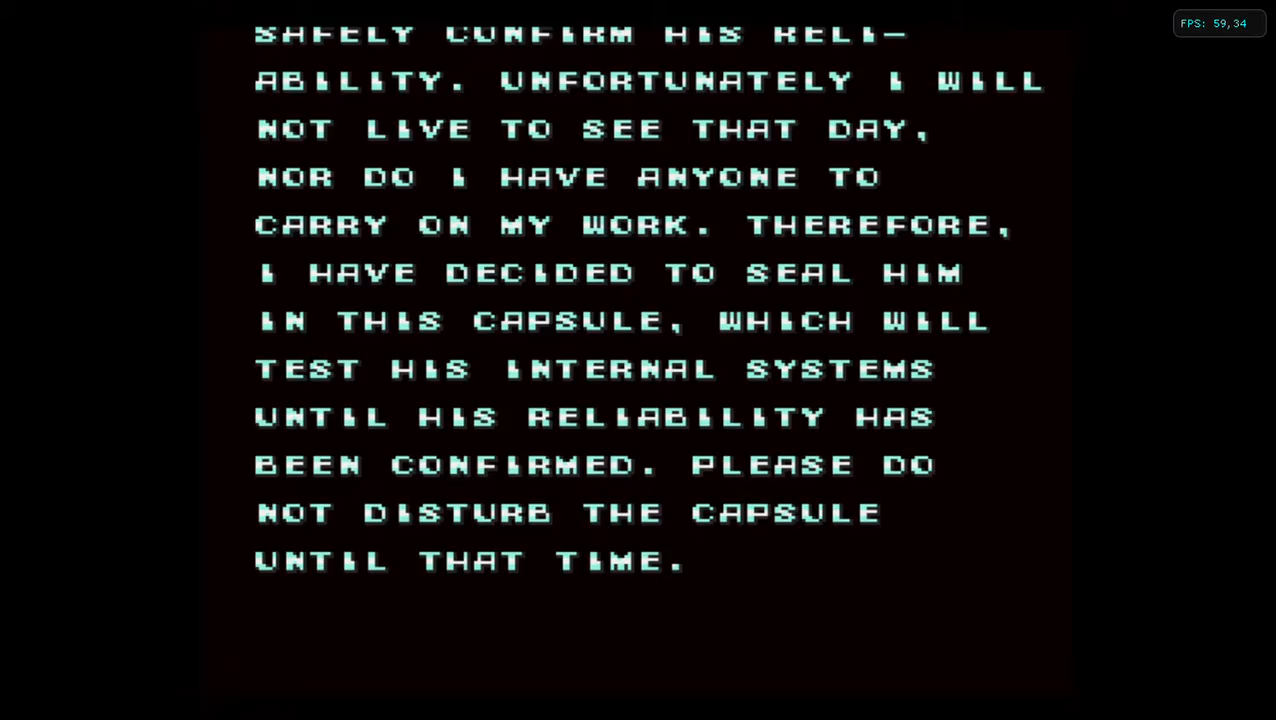 SAFELY CONFIRM HIS RELI-
ABILITY. UNFORTUNATELY I WILL
NOT LIVE TO SEE THAT DAY,
NOR DO I HAVE ANYONE TO
CARRY ON MY WORK. THEREFORE,
I HAVE DECIDED TO SEAL HIM
IN THIS CAPSULE, WHICH WILL
TEST HIS INTERNAL SYSTEMS
UNTIL HIS RELIABILITY HAS
BEEN CONFIRMED. PLEASE DO
NOT DISTURB THE CAPSULE
UNTIL THAT TIME.
FPS: 59,34